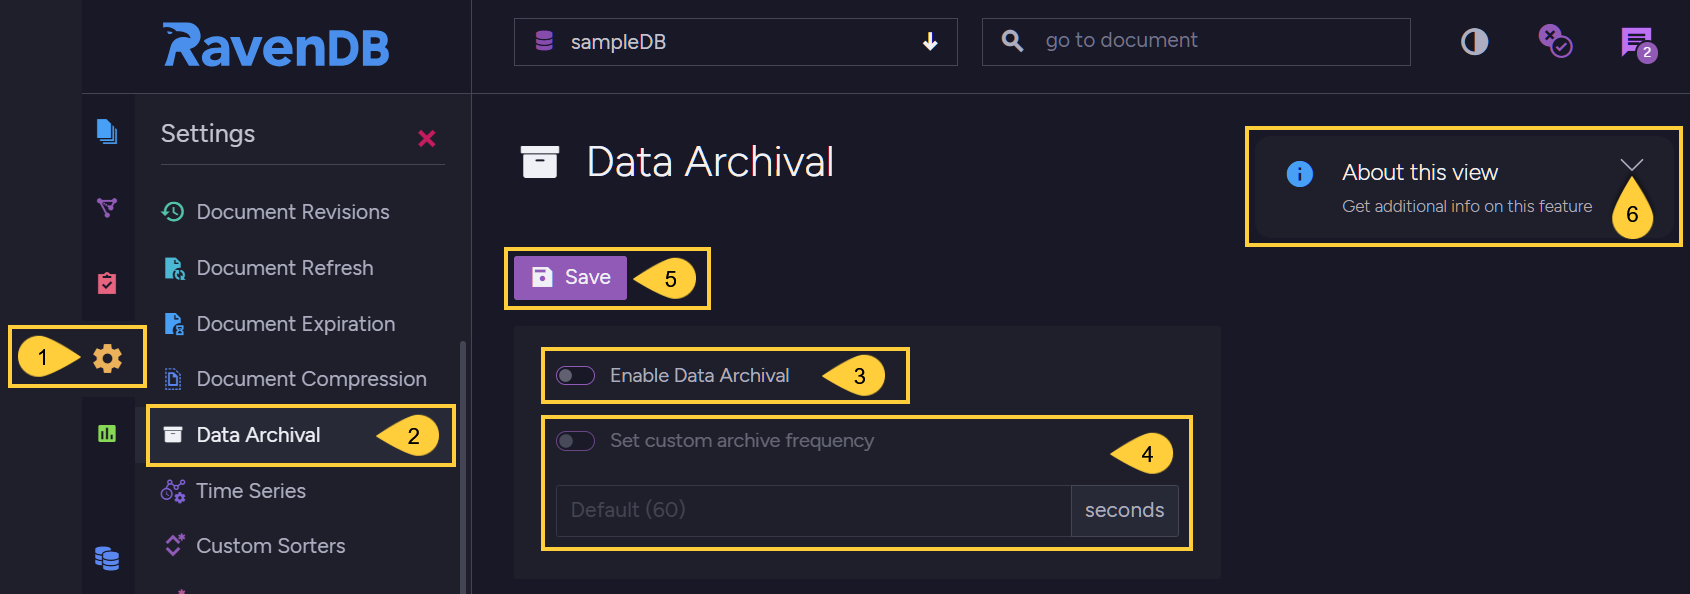 RavenDB
sampleDB
go to document
2
Settings
Document Revisions
Document Refresh
Document Expiration
1
Document Compression
Data Archival
2
Time Series
Custom Sorters
Data Archival
Save
5
Enable Data Archival
3
Set custom archive frequency
4
Default (60)
seconds
About this view
Get additional info on this feature
6